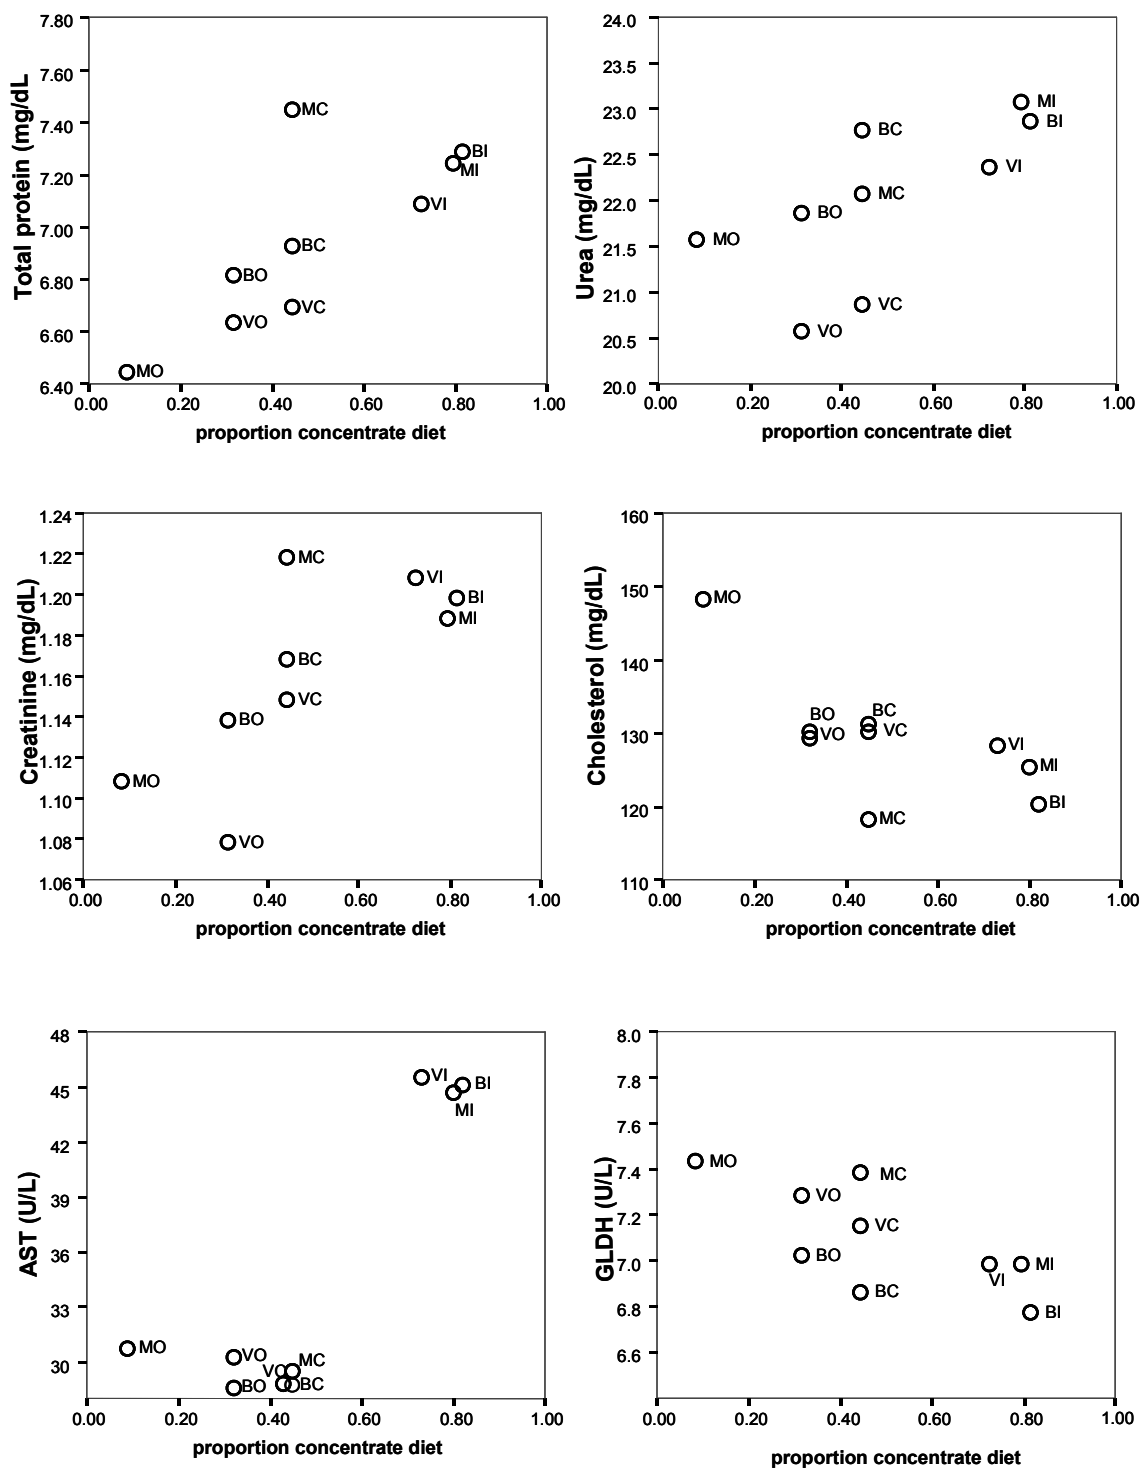 7.80
7.60
7.40
7.20
7.00
6.80
6.60
6.40
Total protein (mg/dL
MC
BI
MI
VI
BC
BO
VC
VO
MO
0.00 0.20 0.40 0.60 0.80 1.00
proportion concentrate diet
24.0
23.5
23.0
22.5
22.0
21.5
21.0
20.5
20.0
Urea (mg/dL)
MI
BC
BI
VI
MC
BO
MO
VC
VO
0.00 0.20 0.40 0.60 0.80 1.00
proportion concentrate diet
1.24
1.22
1.20
1.18
1.16
1.14
1.12
1.10
1.08
1.06
Creatinine (mg/dL)
MC
VI
BI
MI
BC
VC
BO
MO
VO
0.00 0.20 0.40 0.60 0.80 1.00
proportion concentrate diet
160
150
140
130
120
110
Cholesterol (mg/dL)
MO
BO
BC
VO
VC
VI
MI
BI
MC
0.00 0.20 0.40 0.60 0.80 1.00
proportion concentrate diet
48
45
42
39
36
33
30
AST (U/L)
VI
BI
MI
MO
VO
MC
VO
BO
BC
0.00 0.20 0.40 0.60 0.80 1.00
proportion concentrate diet
8.0
7.8
7.6
7.4
7.2
7.0
6.8
6.6
GLDH (U/L)
MO
MC
VO
VC
BO
MI
VI
BC
BI
0.00 0.20 0.40 0.60 0.80 1.00
proportion concentrate diet